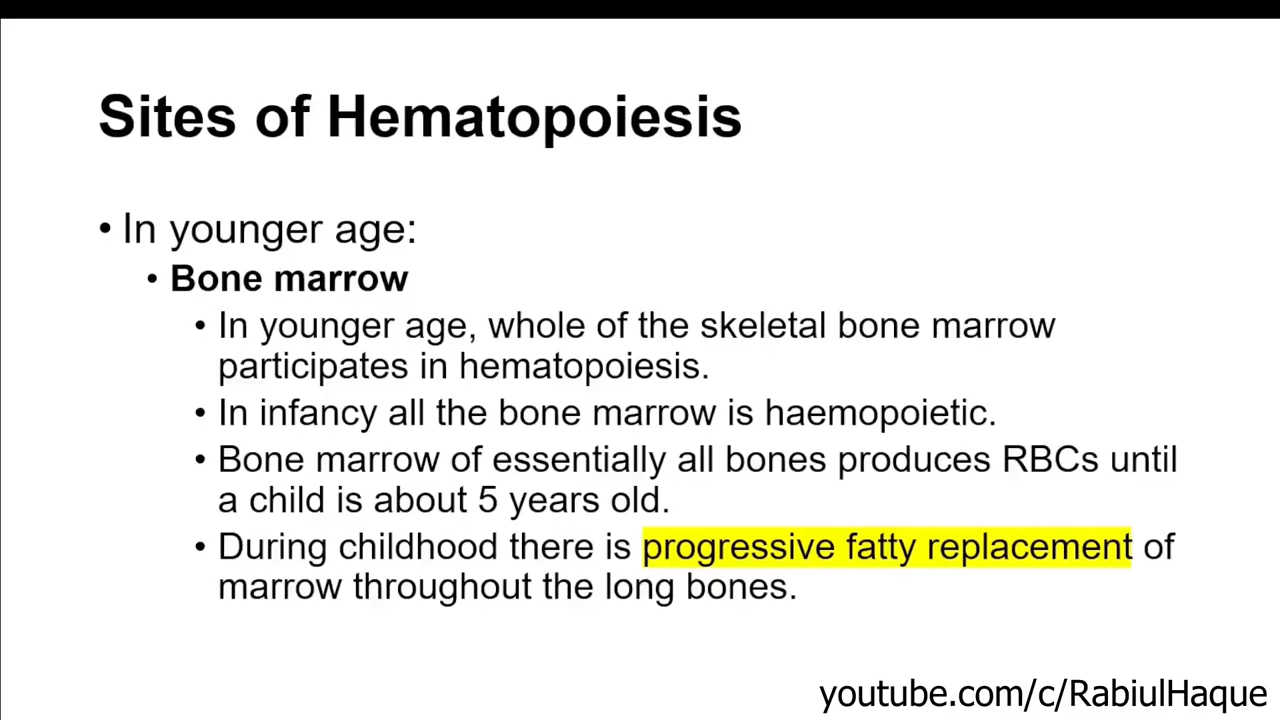 Sites of Hematopoiesis
• In younger age:
• Bone marrow
• In younger age, whole of the skeletal bone marrow
participates in hematopoiesis.
• In infancy all the bone marrow is haemopoietic.
• Bone marrow of essentially all bones produces RBCs until
a child is about 5 years old.
• During childhood there is progressive fatty replacement of
marrow throughout the long bones.
youtube.com/c/RabiulHaque